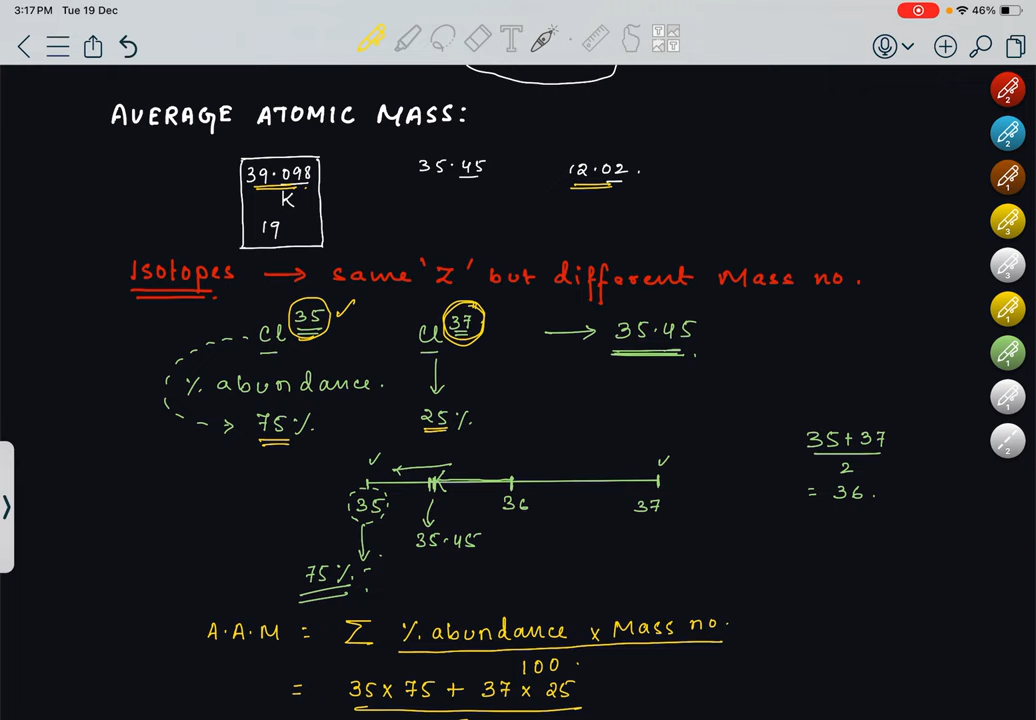 3:17PM Tue 19 Dec
46%
AVERAGE ATOMIC MASS:
39.098
K
19
35.45
12.02.
Isotopes → same 'Z' but different Mass no.
Cl 35 ✓
Cl 37 → 35.45.
% abundance.
75%.
25%
35+37
2
= 36.
✓ ✓
35 36 37
35.45
75%
A.A.M = Σ % abundance x Mass no.
100.
= 35 x 75 + 37 x 25